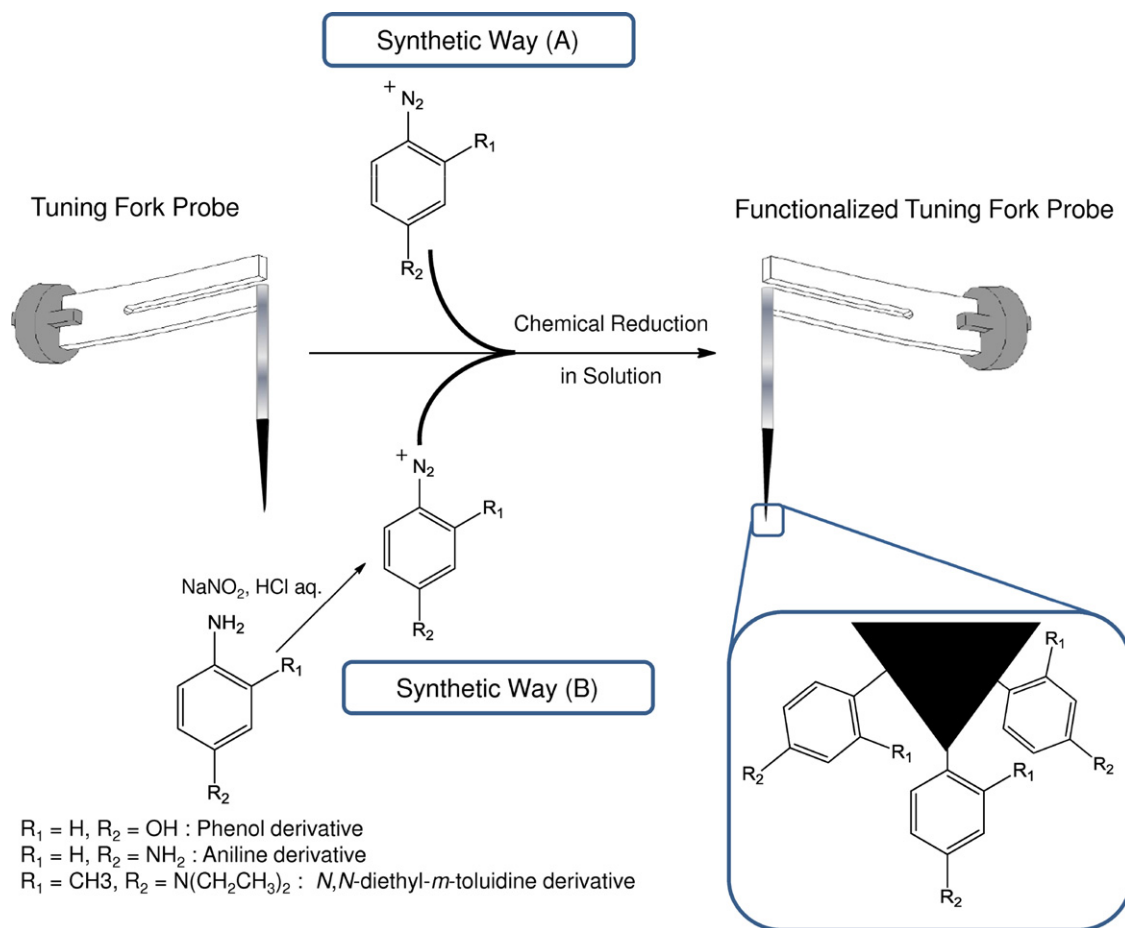 Synthetic Way (A)
+
N₂
R₁
R₂
Tuning Fork Probe
Functionalized Tuning Fork Probe
Chemical Reduction
in Solution
+
N₂
R₁
R₂
NaNO₂, HCl aq.
NH₂
R₁
R₂
Synthetic Way (B)
R₁
R₁
R₂
R₂
R₁
R₂
R₁ = H, R₂ = OH : Phenol derivative
R₁ = H, R₂ = NH₂ : Aniline derivative
R₁ = CH3, R₂ = N(CH₂CH₃)₂ : N,N-diethyl-m-toluidine derivative